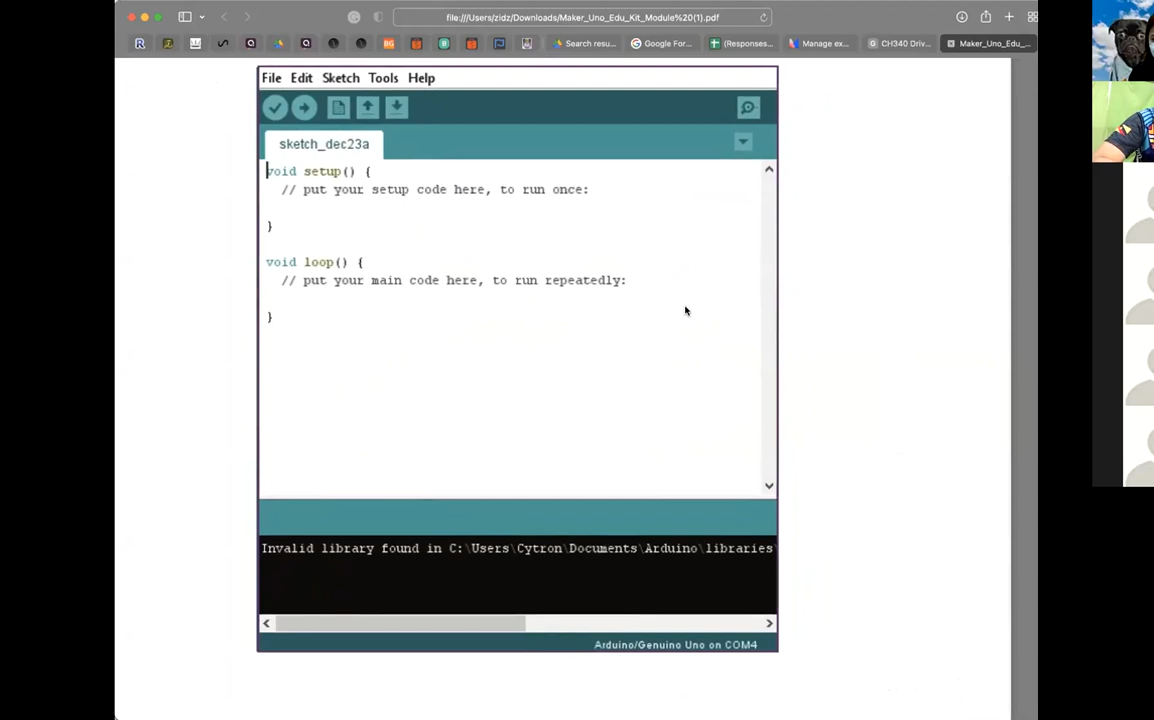 file:///Users/zidz/Downloads/Maker_Uno_Edu_Kit_Module%20(1).pdf
BG
Search resu...
Google For...
(Responses...
Manage ex...
G CH340 Driv...
Maker_Uno_Edu_...
File Edit Sketch Tools Help
sketch_dec23a
void setup() {
// put your setup code here, to run once:
}
void loop() {
// put your main code here, to run repeatedly:
}
Invalid library found in C:\Users\Cytron\Documents\Arduino\libraries\
Arduino/Genuino Uno on COM4